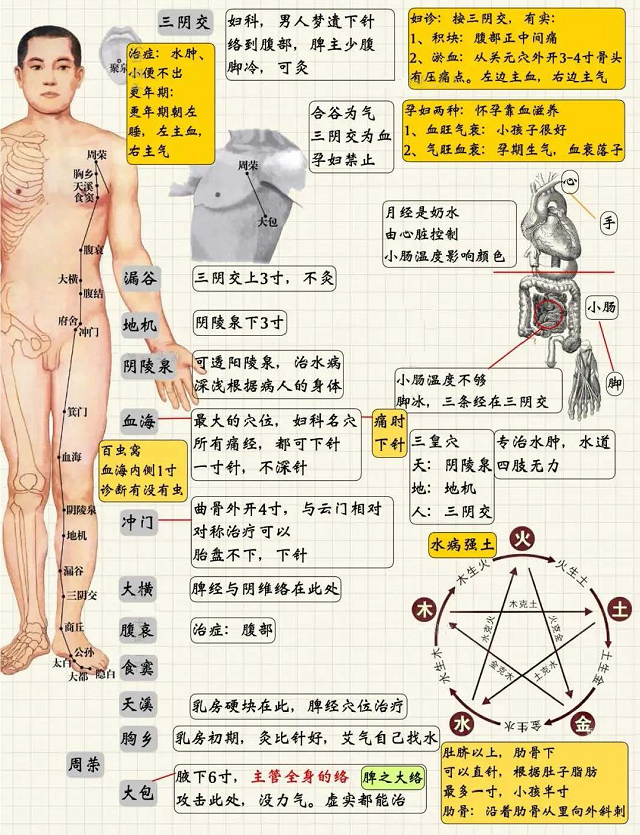 三阴交
妇科，男人梦遗下针
络到腹部，脾主少腹
脚冷，可灸
妇诊：按三阴交，有实：
1、积块：腹部正中间痛
2、淤血：从关元穴外开3-4寸骨头
有压痛点。左边主血，右边主气
治症：水肿、
小便不出
更年期：
更年期朝左
睡，左主血，
右主气
聚泉
合谷为气
三阴交为血
孕妇禁止
孕妇两种：怀孕靠血滋养
1、血旺气衰：小孩子很好
2、气旺血衰：孕期生气，血衰落子
周荣
胸乡
天溪
食窦
腹哀
大横
腹结
府舍
冲门
箕门
血海
阴陵泉
地机
漏谷
三阴交
商丘
公孙
太白
大都
隐白
周荣
大包
月经是奶水
由心脏控制
小肠温度影响颜色
心
手
小肠
脚
漏谷
三阴交上3寸，不灸
地机
阴陵泉下3寸
阴陵泉
可透阳陵泉，治水病
深浅根据病人的身体
小肠温度不够
脚冰，三条经在三阴交
血海
最大的穴位，妇科名穴
所有痛经，都可下针
一寸针，不深针
痛时
下针
百虫窝
血海内侧1寸
诊断有没有虫
三皇穴
天：阴陵泉
地：地机
人：三阴交
专治水肿，水道
四肢无力
冲门
曲骨外开4寸，与云门相对
对称治疗可以
胎盘不下，下针
水病强土
大横
脾经与阴维络在此处
腹哀
治症：腹部
食窦
天溪
乳房硬块在此，脾经穴位治疗
胸乡
乳房初期，灸比针好，艾气自己找水
周荣
大包
腋下6寸，主管全身的络
脾之大络
攻击此处，没力气。虚实都能治
火
土
金
水
木
木生火
火生土
土生金
金生水
水生木
木克土
火克金
土克水
金克木
水克火
肚脐以上，肋骨下
可以直针，根据肚子脂肪
最多一寸，小孩半寸
肋骨：沿着肋骨从里向外斜刺